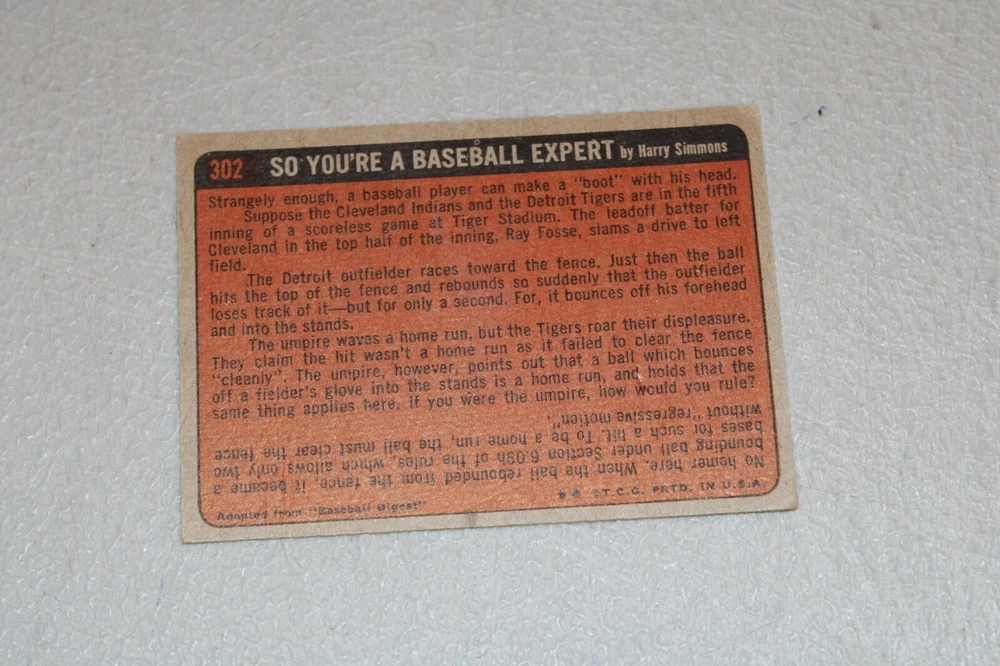 302 SO YOU'RE A BASEBALL EXPERT by Harry Simmons
Strangely enough, a baseball player can make a "boot" with his head.
Suppose the Cleveland Indians and the Detroit Tigers are in the fifth
inning of a scoreless game at Tiger Stadium. The leadoff batter for
Cleveland in the top half of the inning, Ray Fosse, slams a drive to left
field.
The Detroit outfielder races toward the fence. Just then the ball
hits the top of the fence and rebounds so suddenly that the outfielder
loses track of it—but for only a second. For, it bounces off his forehead
and into the stands.
The umpire waves a home run, but the Tigers roar their displeasure.
They claim the hit wasn't a home run as it failed to clear the fence
"cleanly". The umpire, however, points out that a ball which bounces
off a fielder's glove into the stands is a home run, and holds that the
same thing applies here. If you were the umpire, how would you rule?
No homer here. When the ball rebounded from the fence, it became a
bounding ball under Section 6.09h of the rules, which allows only two
bases for such a hit. To be a home run, the ball must clear the fence
without "regressive motion".
Adapted from "Baseball Digest"
** ©T.C.G. PRTD. IN U.S.A.